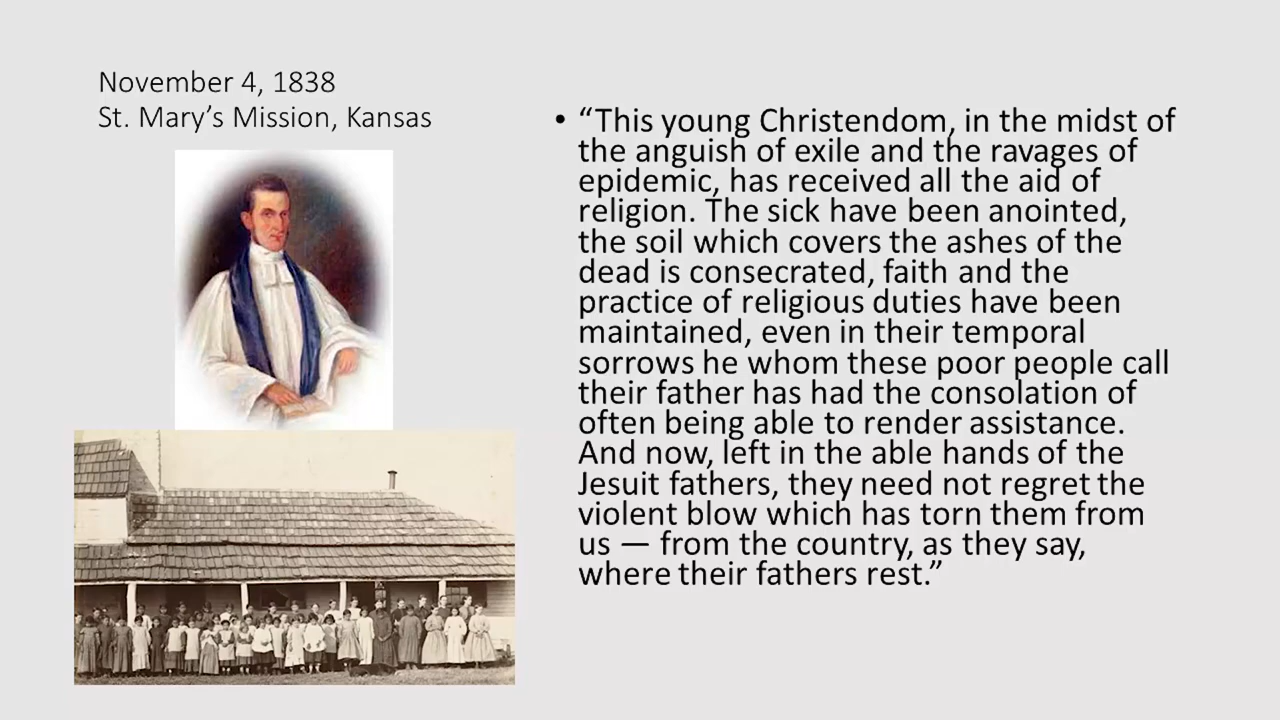 November 4, 1838
St. Mary’s Mission, Kansas
• “This young Christendom, in the midst of
the anguish of exile and the ravages of
epidemic, has received all the aid of
religion. The sick have been anointed,
the soil which covers the ashes of the
dead is consecrated, faith and the
practice of religious duties have been
maintained, even in their temporal
sorrows he whom these poor people call
their father has had the consolation of
often being able to render assistance.
And now, left in the able hands of the
Jesuit fathers, they need not regret the
violent blow which has torn them from
us — from the country, as they say,
where their fathers rest.”